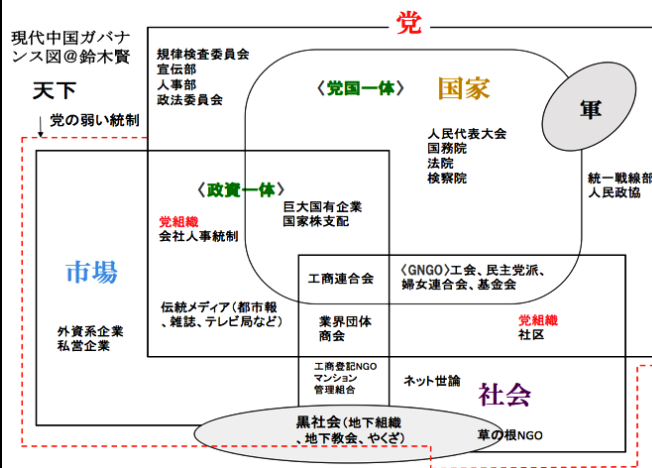 党
現代中国ガバナ
ンス図@鈴木賢
天下
党の弱い統制
規律検査委員会
宣伝部
人事部
政法委員会
〈党国一体〉
国家
軍
人民代表大会
国務院
法院
検察院
統一戦線部
人民政協
〈政資一体〉
党組織
会社人事統制
巨大国有企業
国家株支配
市場
工商連合会
〈GNGO〉工会、民主党派、
婦女連合会、基金会
伝統メディア(都市報
、雑誌、テレビ局など)
業界団体
商会
党組織
社区
外資系企業
私営企業
工商登記NGO
マンション
管理組合
ネット世論
社会
黒社会(地下組織
、地下教会、やくざ)
草の根NGO